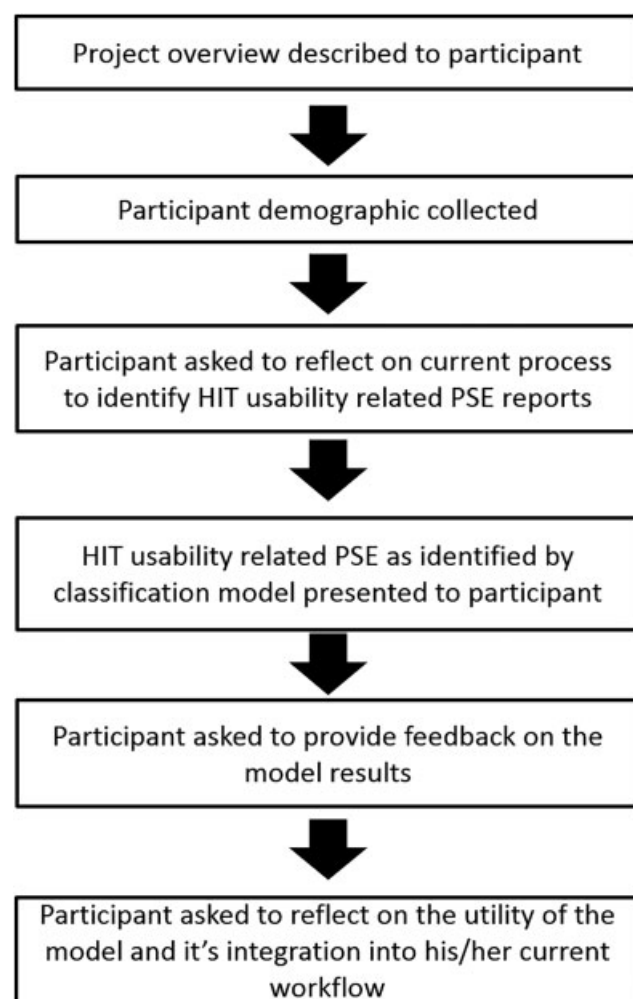 Project overview described to participant
Participant demographic collected
Participant asked to reflect on current process
to identify HIT usability related PSE reports
HIT usability related PSE as identified by
classification model presented to participant
Participant asked to provide feedback on the
model results
Participant asked to reflect on the utility of the
model and it's integration into his/her current
workflow